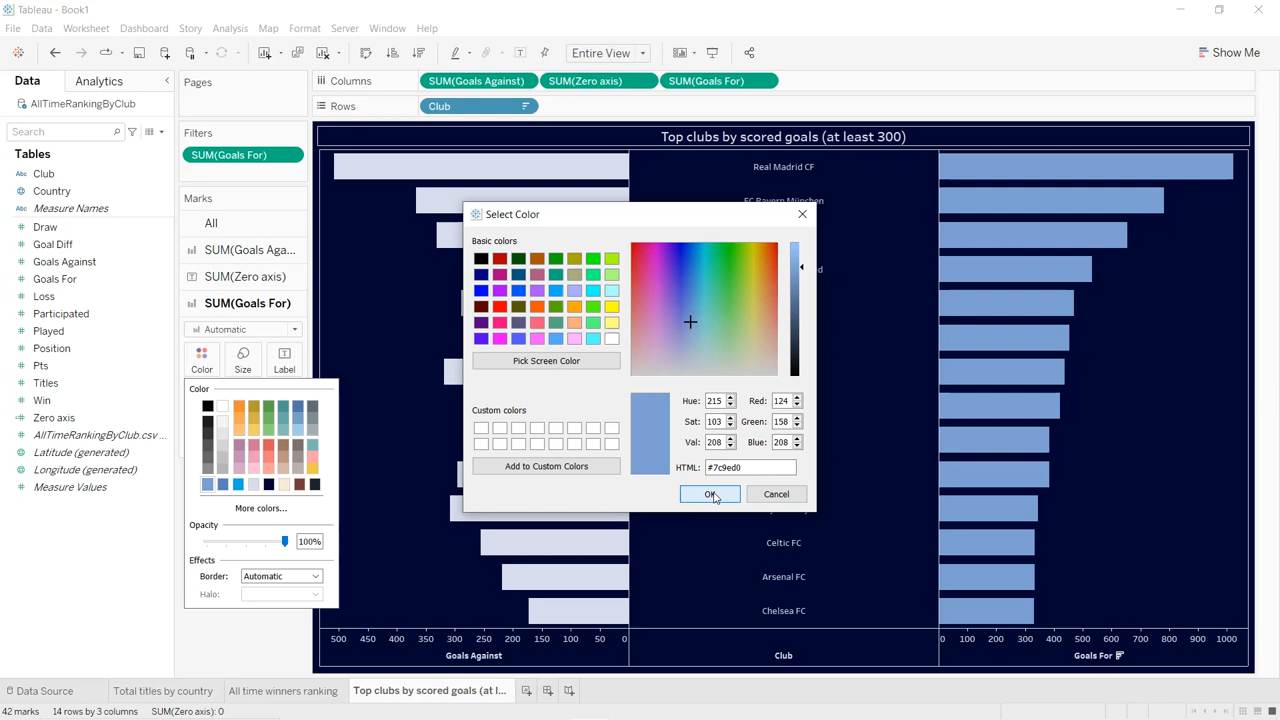 Tableau - Book1
File Data Worksheet Dashboard Story Analysis Map Format Server Window Help
Entire View
Show Me
Data Analytics
AllTimeRankingByClub
Search
Tables
Abc Club
Country
Measure Names
Draw
Goal Diff
Goals Against
Goals For
Loss
Participated
Played
Position
Pts
Titles
Win
Zero axis
AllTimeRankingByClub.csv ...
Latitude (generated)
Longitude (generated)
Measure Values
Pages
Filters
SUM(Goals For)
Marks
All
SUM(Goals Aga...
SUM(Zero axis)
SUM(Goals For)
Automatic
Color Size Label
Color
More colors...
Opacity
100%
Effects
Border: Automatic
Halo:
Columns SUM(Goals Against) SUM(Zero axis) SUM(Goals For)
Rows Club
Top clubs by scored goals (at least 300)
Real Madrid CF
FC Bayern München
Celtic FC
Arsenal FC
Chelsea FC
500 450 400 350 300 250 200 150 100 50 0
0 100 200 300 400 500 600 700 800 900 1000
Goals Against Club Goals For
Select Color
Basic colors
Pick Screen Color
Custom colors
Add to Custom Colors
Hue: 215 Red: 124
Sat: 103 Green: 158
Val: 208 Blue: 208
HTML: #7c9ed0
OK Cancel
Data Source Total titles by country All time winners ranking Top clubs by scored goals (at l...
42 marks 14 rows by 3 columns SUM(Zero axis): 0